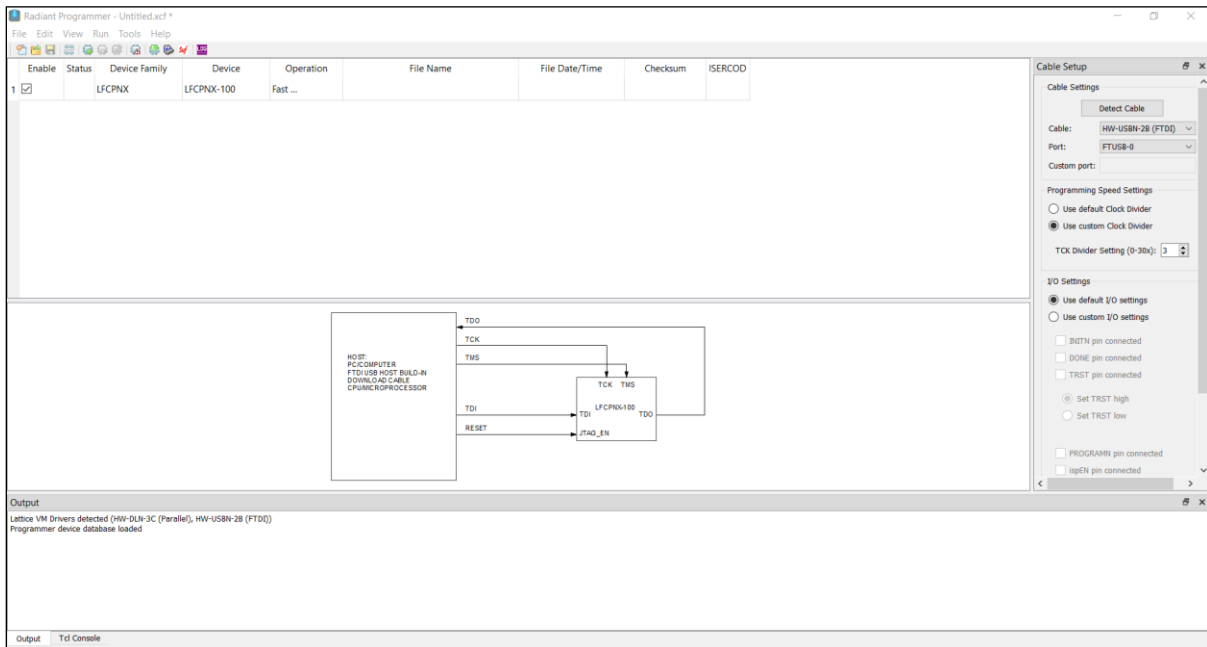 Radiant Programmer - Untitled.xcf *
File Edit View Run Tools Help
LOG
Enable Status Device Family Device Operation File Name File Date/Time Checksum ISERCOD
1 LFCPNX LFCPNX-100 Fast ...
Cable Setup
Cable Settings
Detect Cable
Cable: HW-USBN-2B (FTDI)
Port: FTUSB-0
Custom port:
Programming Speed Settings
Use default Clock Divider
Use custom Clock Divider
TCK Divider Setting (0-30x): 3
I/O Settings
Use default I/O settings
Use custom I/O settings
INITN pin connected
DONE pin connected
TRST pin connected
Set TRST high
Set TRST low
PROGRAMN pin connected
ispEN pin connected
TDO
TCK
TMS
HOST:
PC/COMPUTER
FTDI USB HOST BUILD-IN
DOWNLOAD CABLE
CPU/MICROPROCESSOR
TCK TMS
LFCPNX-100
TDI
TDI TDO
RESET
JTAG_EN
Output
Lattice VM Drivers detected (HW-DLN-3C (Parallel), HW-USBN-2B (FTDI))
Programmer device database loaded
Output Tcl Console